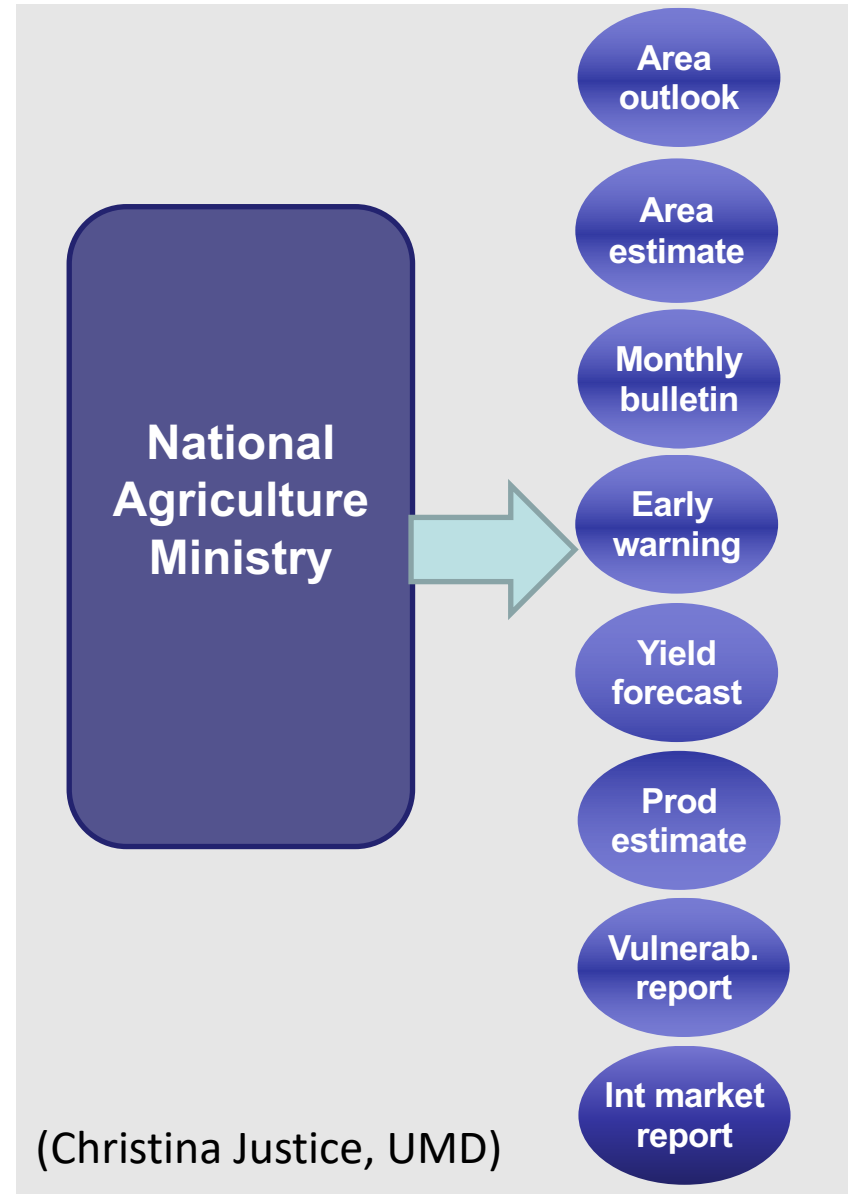 Area
outlook
Area
estimate
Monthly
bulletin
National
Agriculture
Ministry
Early
warning
Yield
forecast
Prod
estimate
Vulnerab.
report
Int market
report
(Christina Justice, UMD)